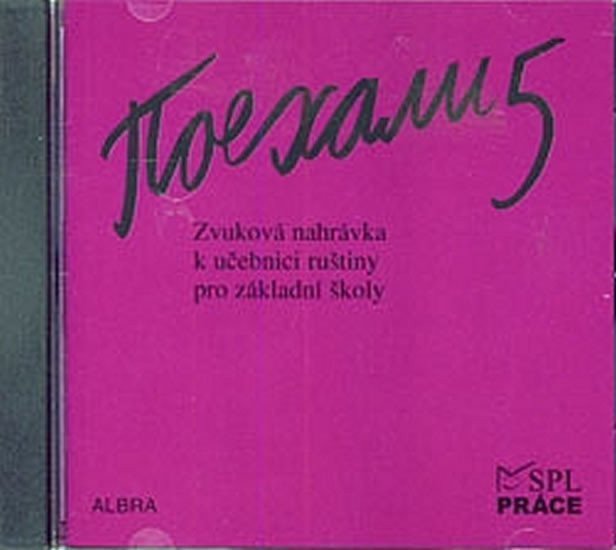 Поехали 5
Zvuková nahrávka
k učebnici ruštiny
pro základní školy
ALBRA
SPL
PRÁCE